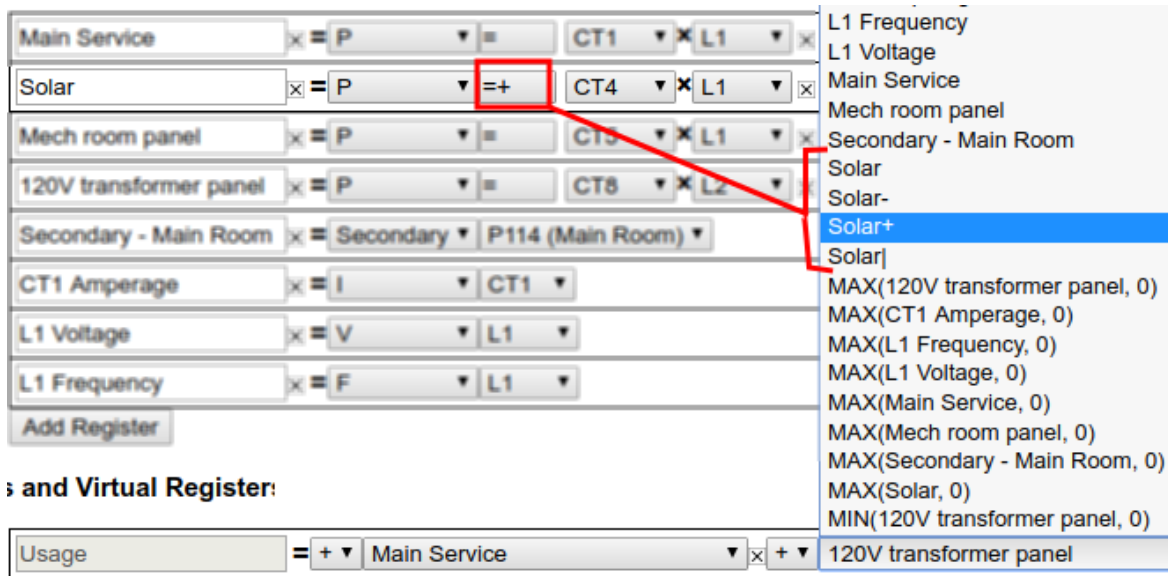 Main Service = P = CT1 × L1
Solar = P =+ CT4 × L1
Mech room panel = P = CT5 × L1
120V transformer panel = P = CT8 × L2
Secondary - Main Room = Secondary P114 (Main Room)
CT1 Amperage = I CT1
L1 Voltage = V L1
L1 Frequency = F L1
Add Register
L1 Frequency
L1 Voltage
Main Service
Mech room panel
Secondary - Main Room
Solar
Solar-
Solar+
Solar|
MAX(120V transformer panel, 0)
MAX(CT1 Amperage, 0)
MAX(L1 Frequency, 0)
MAX(L1 Voltage, 0)
MAX(Main Service, 0)
MAX(Mech room panel, 0)
MAX(Secondary - Main Room, 0)
MAX(Solar, 0)
MIN(120V transformer panel, 0)
s and Virtual Registers
Usage = + Main Service + 120V transformer panel